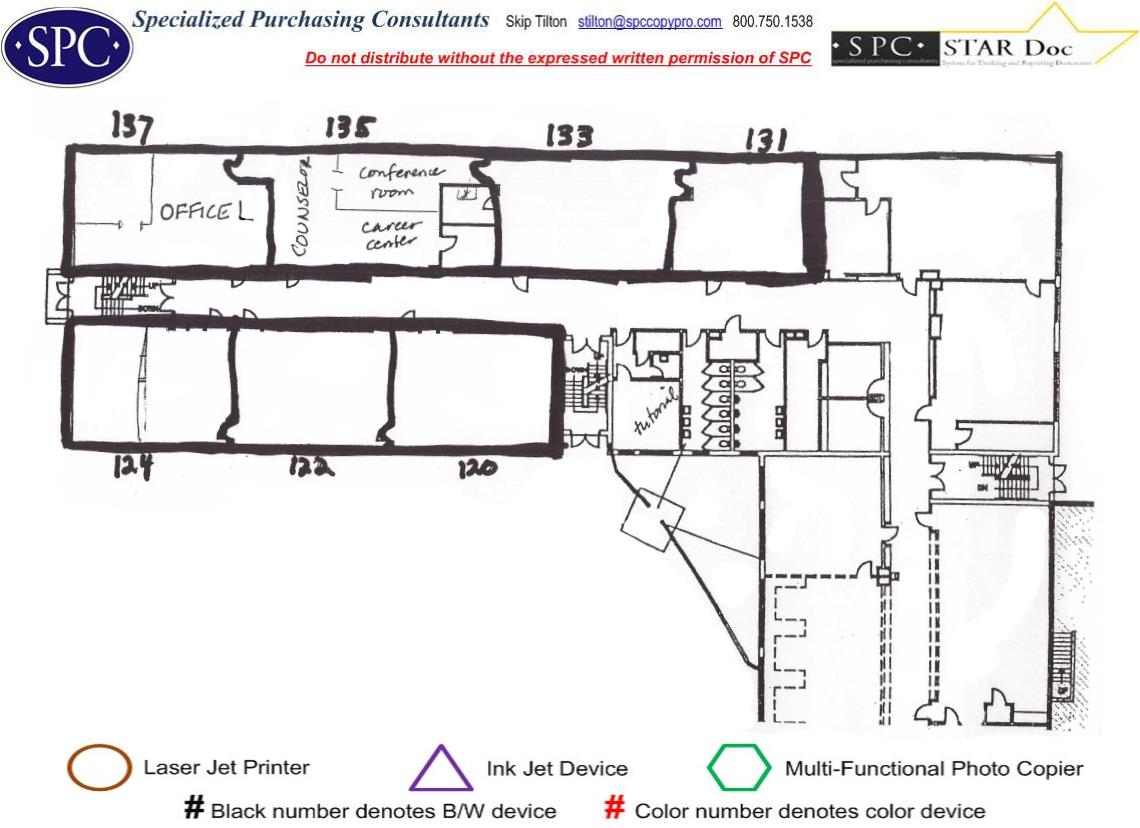 Specialized Purchasing Consultants Skip Tilton stilton@spccopypro.com 800.750.1538
·SPC·
·SPC· STAR Doc
specialized purchasing consultants System for Tracking and Reporting Documents
Do not distribute without the expressed written permission of SPC
137 135 133 131
OFFICE
COUNSELOR
Conference
room
career
center
UP
DOWN
DOWN
tutorial
124 122 120
UP
DN
Laser Jet Printer Ink Jet Device Multi-Functional Photo Copier
# Black number denotes B/W device # Color number denotes color device